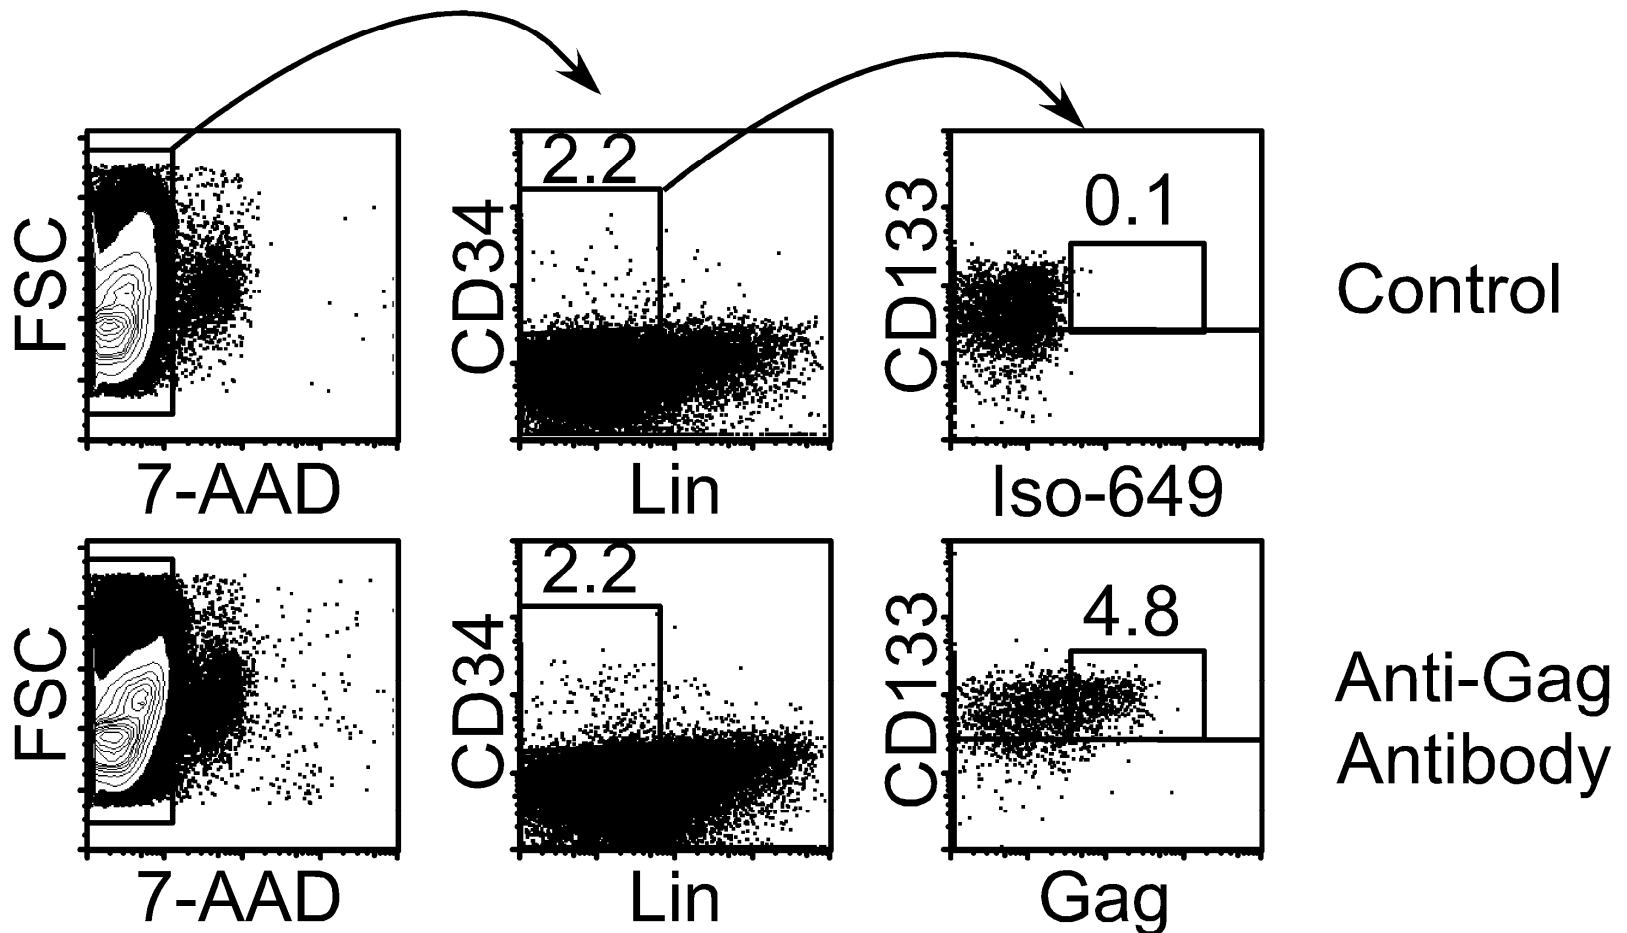 2.2
0.1
FSC
CD34
CD133
Control
7-AAD
Lin
Iso-649
2.2
4.8
FSC
CD34
CD133
Anti-Gag
Antibody
7-AAD
Lin
Gag